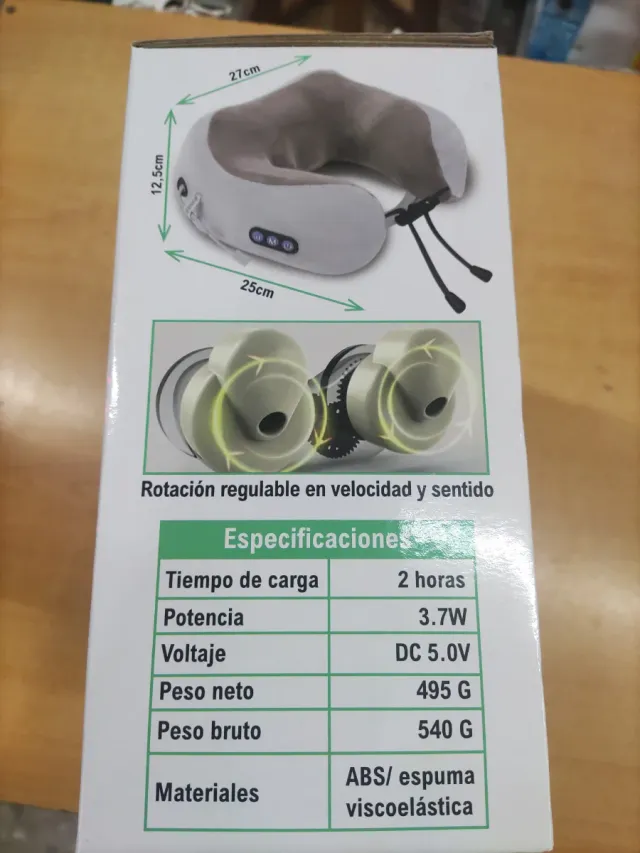 27cm
12,5cm
25cm
Rotación regulable en velocidad y sentido
Especificaciones
Tiempo de carga 2 horas
Potencia 3.7W
Voltaje DC 5.0V
Peso neto 495 G
Peso bruto 540 G
Materiales ABS/ espuma
viscoelástica